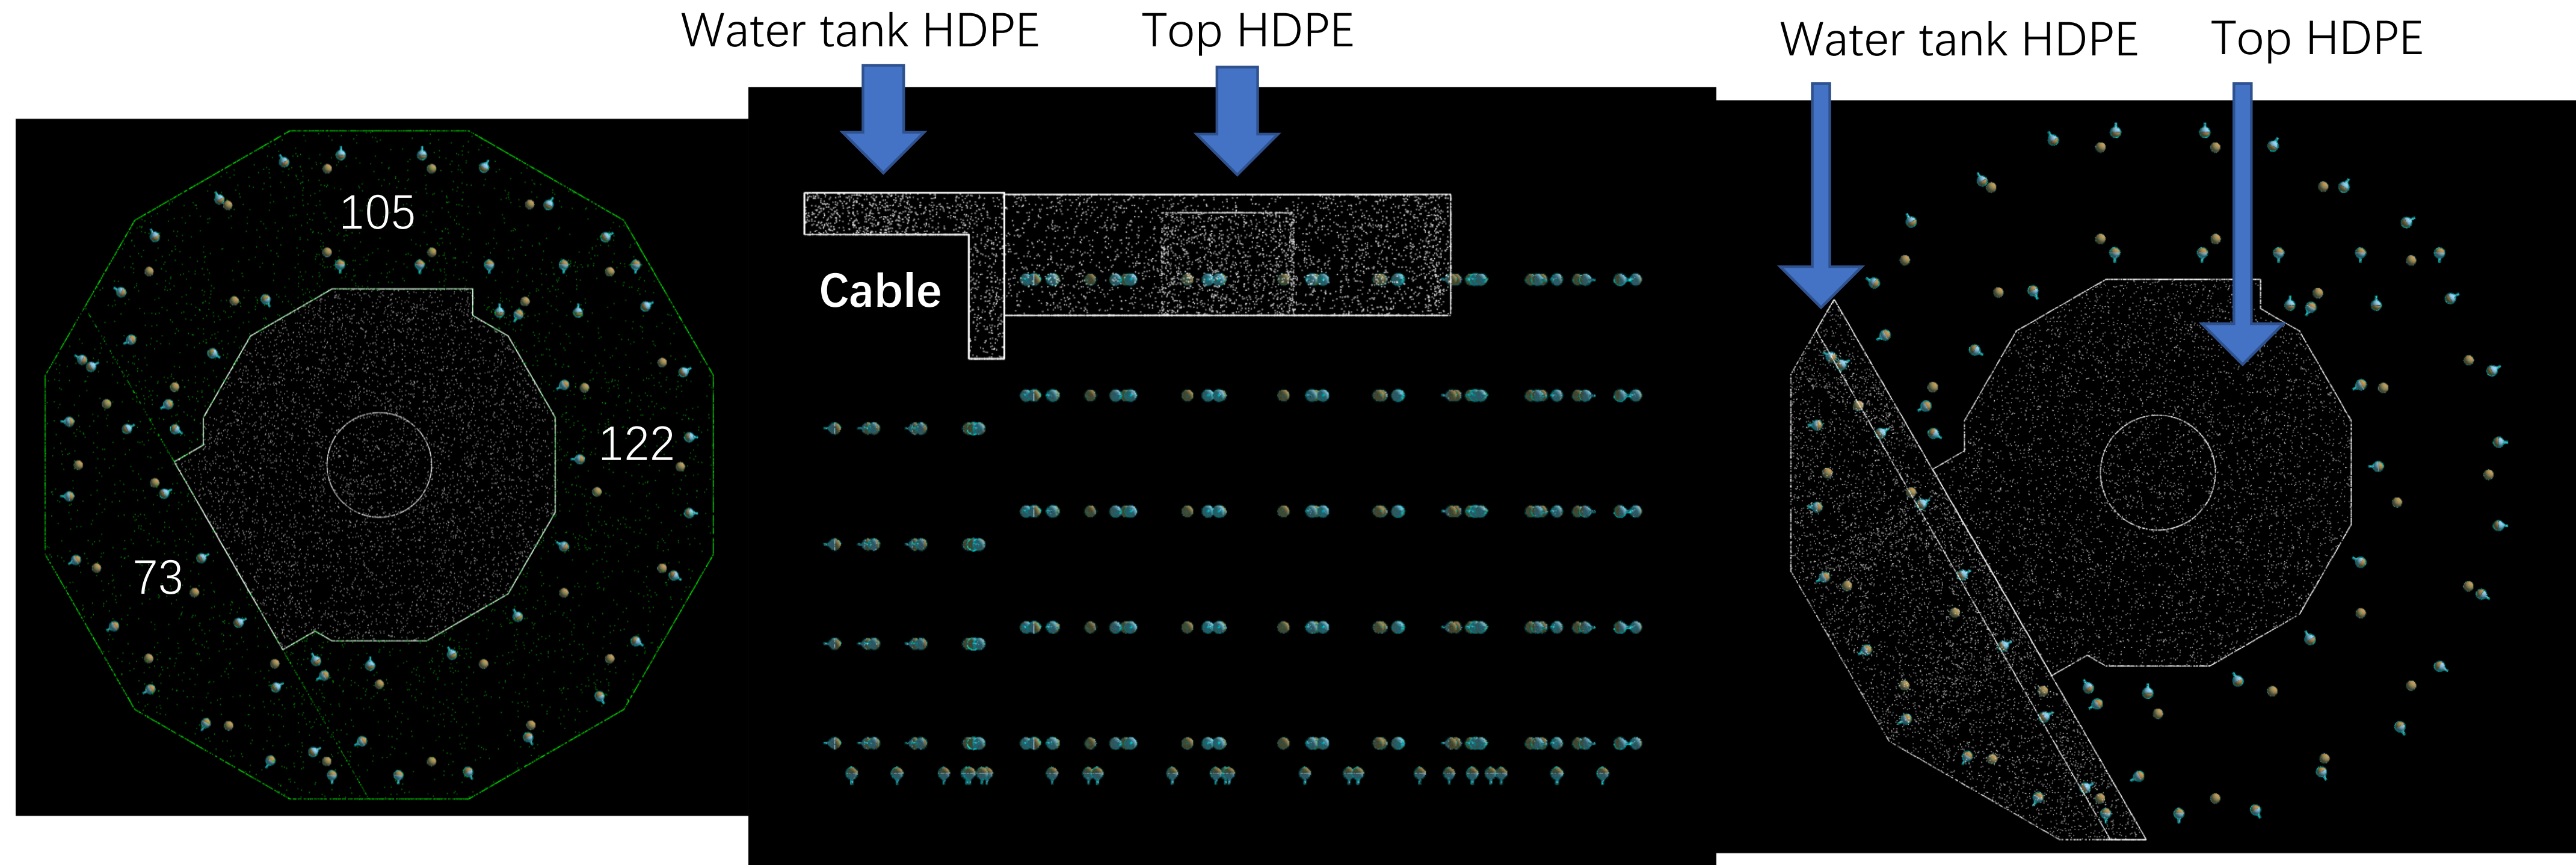 Water tank HDPE
Top HDPE
Water tank HDPE
Top HDPE
105
122
73
Cable